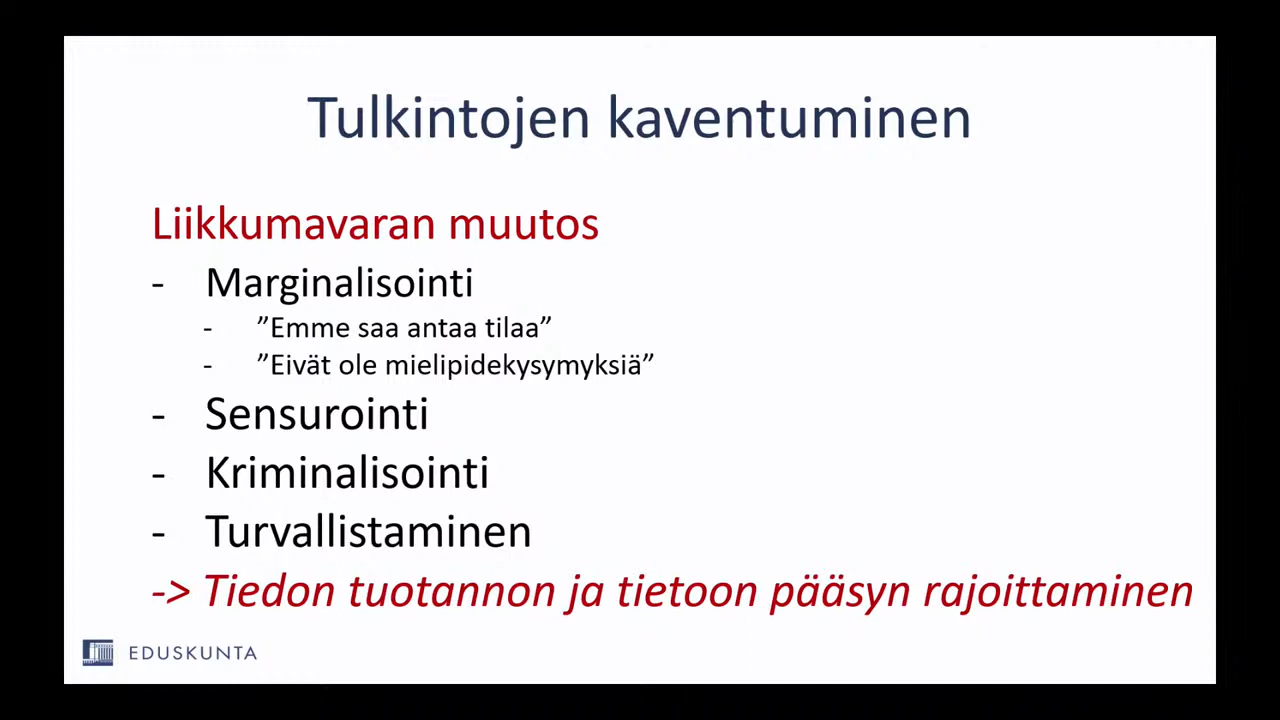 Tulkintojen kaventuminen
Liikkumavaran muutos
- Marginalisointi
- ”Emme saa antaa tilaa”
- ”Eivät ole mielipidekysymyksiä”
- Sensurointi
- Kriminalisointi
- Turvallistaminen
-> Tiedon tuotannon ja tietoon pääsyn rajoittaminen
EDUSKUNTA